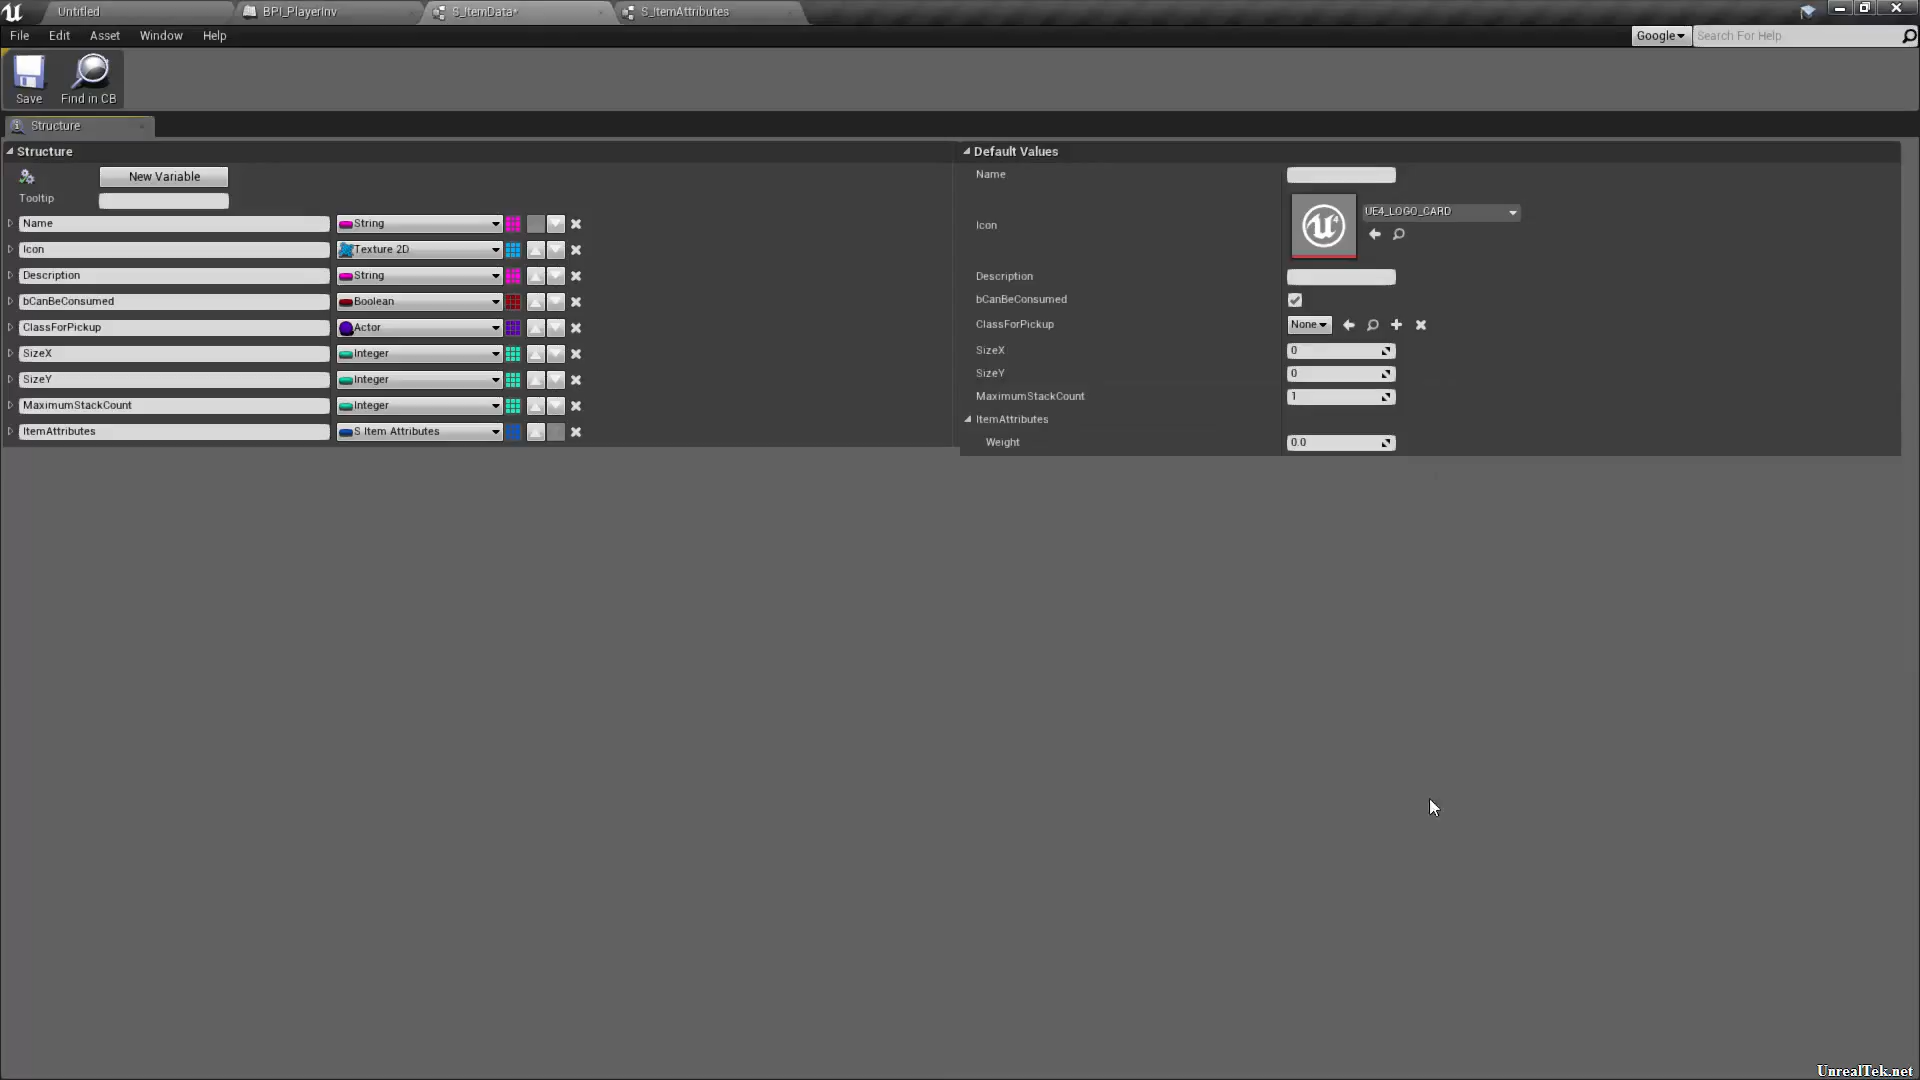 Untitled
BPI_PlayerInv
S_ItemData*
S_ItemAttributes
File Edit Asset Window Help
Google
Search For Help
Save
Find in CB
Structure
Structure
New Variable
Tooltip
Name String
Icon Texture 2D
Description String
bCanBeConsumed Boolean
ClassForPickup Actor
SizeX Integer
SizeY Integer
MaximumStackCount Integer
ItemAttributes S Item Attributes
Default Values
Name
Icon UE4_LOGO_CARD
Description
bCanBeConsumed
ClassForPickup None
SizeX 0
SizeY 0
MaximumStackCount 1
ItemAttributes
Weight 0.0
UnrealTek.net